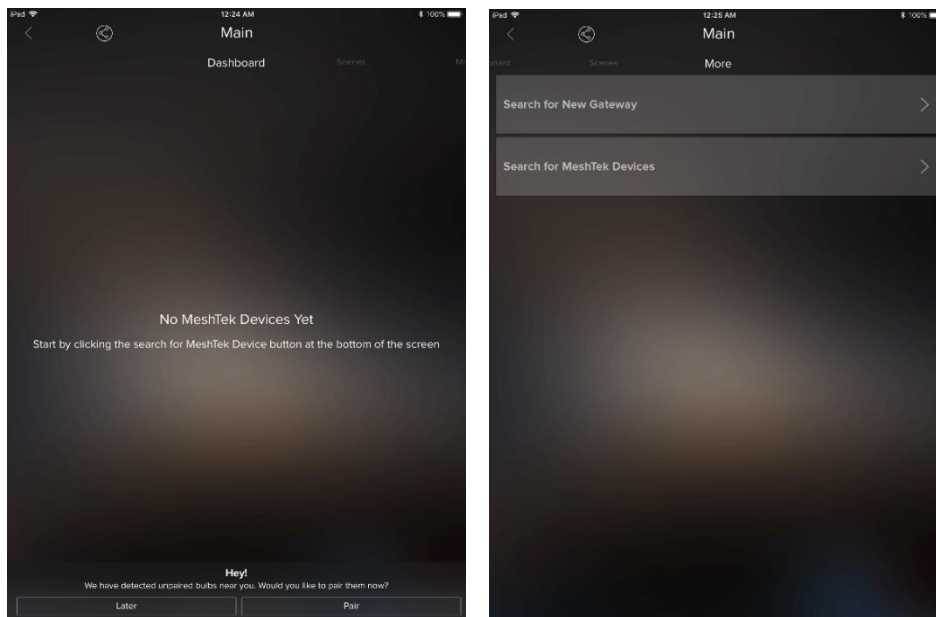 iPad
12:24 AM
100%
Main
Dashboard
Scenes
Mo
No MeshTek Devices Yet
Start by clicking the search for MeshTek Device button at the bottom of the screen
Hey!
We have detected unpaired bulbs near you. Would you like to pair them now?
Later
Pair
iPad
12:25 AM
100%
Main
board
Scenes
More
Search for New Gateway
Search for MeshTek Devices